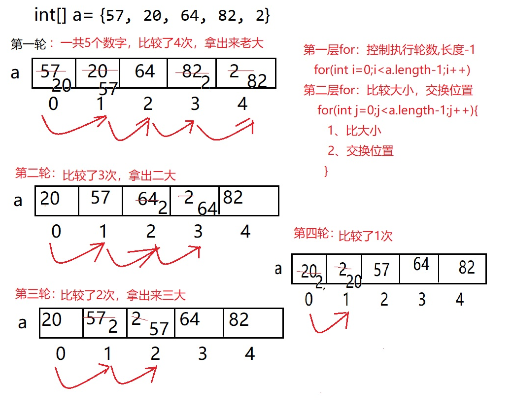 int[] a= {57, 20, 64, 82, 2}
第一轮：一共5个数字，比较了4次，拿出来老大
a 57 20 20 57 64 82 2 2 82
0 1 2 3 4
第一层for：控制执行轮数,长度-1
for(int i=0;i<a.length-1;i++)
第二层for：比较大小，交换位置
for(int j=0;j<a.length-1;j++){
1、比大小
2、交换位置
}
第二轮：比较了3次，拿出二大
a 20 57 64 2 2 64 82
0 1 2 3 4
第三轮：比较了2次，拿出来三大
a 20 57 2 2 57 64 82
0 1 2 3 4
第四轮：比较了1次
a 20 2, 2 20 57 64 82
0 1 2 3 4